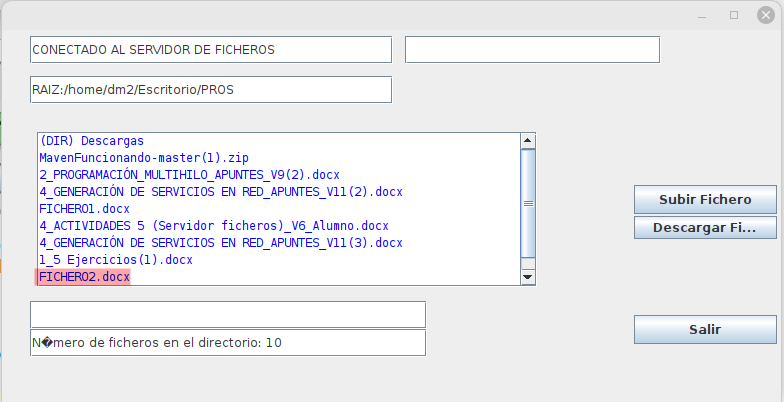 CONECTADO AL SERVIDOR DE FICHEROS
RAIZ:/home/dm2/Escritorio/PROS
(DIR) Descargas
MavenFuncionando-master(1).zip
2_PROGRAMACIÓN_MULTIHILO_APUNTES_V9(2).docx
4_GENERACIÓN DE SERVICIOS EN RED_APUNTES_V11(2).docx
FICHERO1.docx
4_ACTIVIDADES 5 (Servidor ficheros)_V6_Alumno.docx
4_GENERACIÓN DE SERVICIOS EN RED_APUNTES_V11(3).docx
1_5 Ejercicios(1).docx
FICHERO2.docx
Subir Fichero
Descargar Fi...
N�mero de ficheros en el directorio: 10
Salir